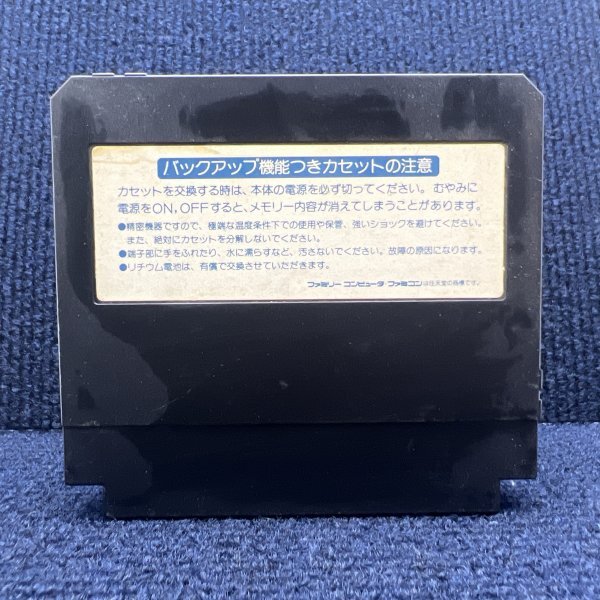 バックアップ機能つきカセットの注意
カセットを交換する時は、本体の電源を必ず切ってください。むやみに
電源をON,OFFすると、メモリー内容が消えてしまうことがあります。
●精密機器ですので、極端な温度条件下での使用や保管、強いショックを避けてください。
また、絶対にカセットを分解しないでください。
●端子部に手をふれたり、水に濡らすなど、汚さないでください。故障の原因になります。
●リチウム電池は、有償で交換させていただきます。
ファミリーコンピュータ/ファミコンは任天堂の商標です。